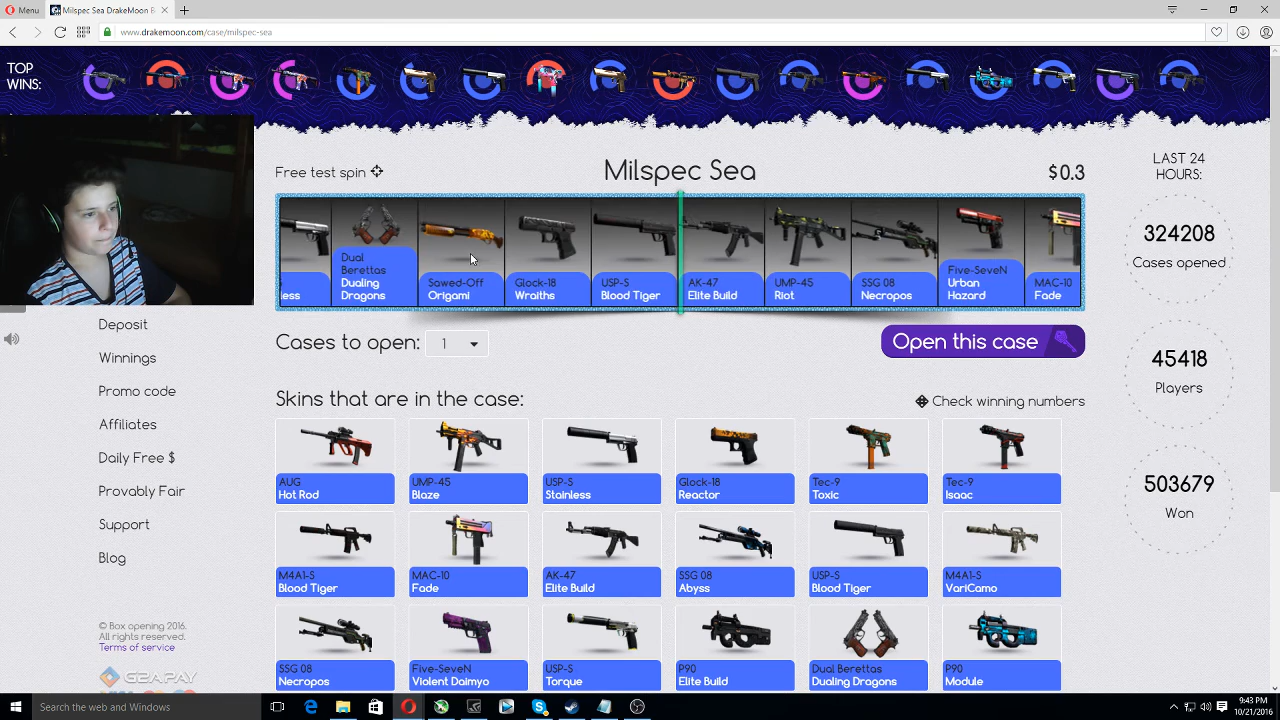 Menu
Milspec Sea DrakeMoon B
www.drakemoon.com/case/milspec-sea
TOP
WINS:
Free test spin
Milspec Sea
$0.3
LAST 24
HOURS:
324208
Cases opened
45418
Players
503679
Won
less
Dual
Berettas
Dualing
Dragons
Sawed-Off
Origami
Glock-18
Wraiths
USP-S
Blood Tiger
AK-47
Elite Build
UMP-45
Riot
SSG 08
Necropos
Five-SeveN
Urban
Hazard
MAC-10
Fade
Cases to open:
1
Open this case
Deposit
Winnings
Promo code
Affiliates
Daily Free $
Provably Fair
Support
Blog
Skins that are in the case:
Check winning numbers
AUG
Hot Rod
UMP-45
Blaze
USP-S
Stainless
Glock-18
Reactor
Tec-9
Toxic
Tec-9
Isaac
M4A1-S
Blood Tiger
MAC-10
Fade
AK-47
Elite Build
SSG 08
Abyss
USP-S
Blood Tiger
M4A1-S
VariCamo
SSG 08
Necropos
Five-SeveN
Violent Daimyo
USP-S
Torque
P90
Elite Build
Dual Berettas
Dualing Dragons
P90
Module
© Box opening 2016.
All rights reserved.
Terms of service
G2APAY
Search the web and Windows
9:43 PM
10/21/2016